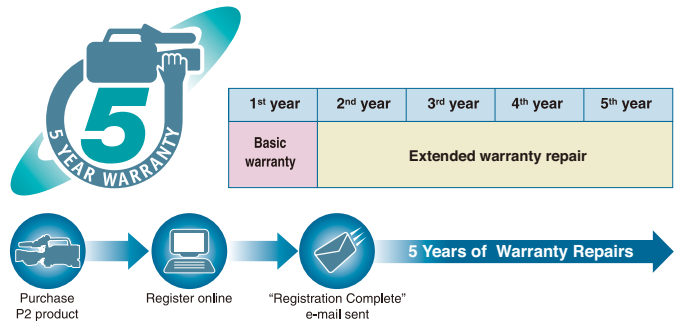 5
5 YEAR WARRANTY
1st year 2nd year 3rd year 4th year 5th year
Basic
warranty
Extended warranty repair
5 Years of Warranty Repairs
Purchase
P2 product
Register online
“Registration Complete”
e-mail sent